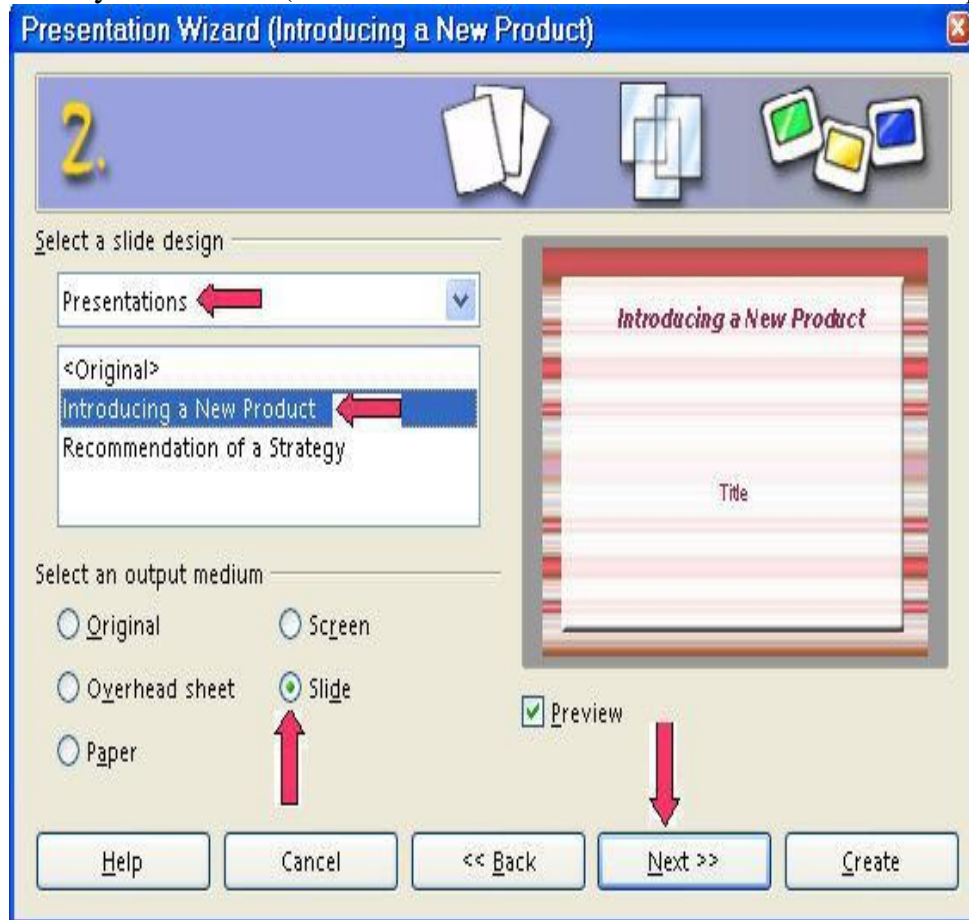 Presentation Wizard (Introducing a New Product)
2.
Select a slide design
Presentations
<Original>
Introducing a New Product
Recommendation of a Strategy
Introducing a New Product
Title
Select an output medium
Original
Screen
Overhead sheet
Slide
Paper
Preview
Help
Cancel
<< Back
Next >>
Create